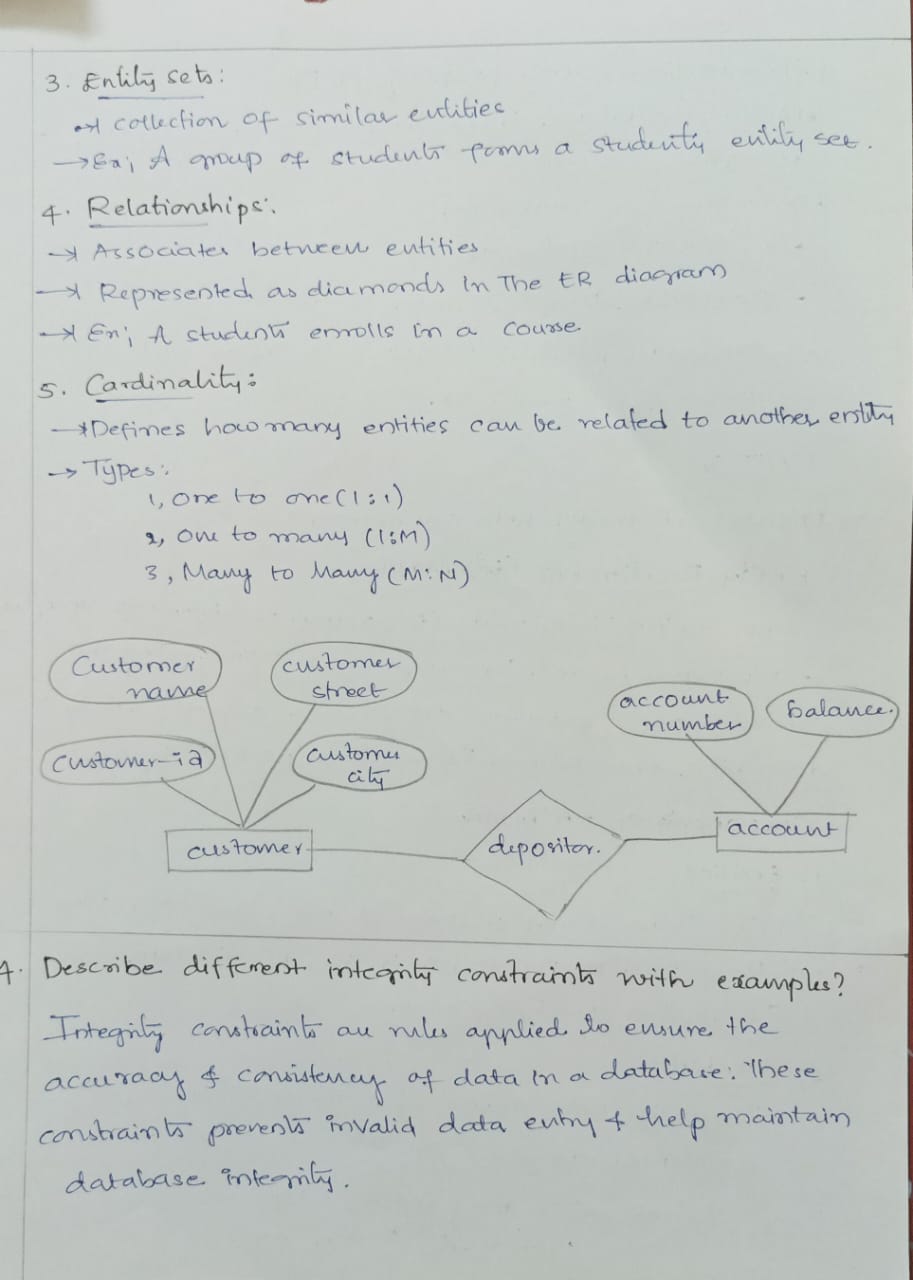 3. Entity sets:
→ collection of similar entities
→ Ex; A group of students forms a students entity set.
4. Relationships:
→ Associates between entities
→ Represented as diamonds In The ER diagram
→ Ex; A students enrolls in a course
5. Cardinality:
→ Defines how many entities can be related to another entity
→ Types:
1, One to one (1:1)
2, One to many (1:M)
3, Many to Many (M:N)
Customer
name
customer
street
account
number
balance.
customer-id
customer
city
customer
depositor.
account
4. Describe different integrity constraints with examples?
Integrity constraints are rules applied to ensure the
accuracy & consistency of data In a database. These
constraints prevents invalid data entry & help maintain
database integrity.